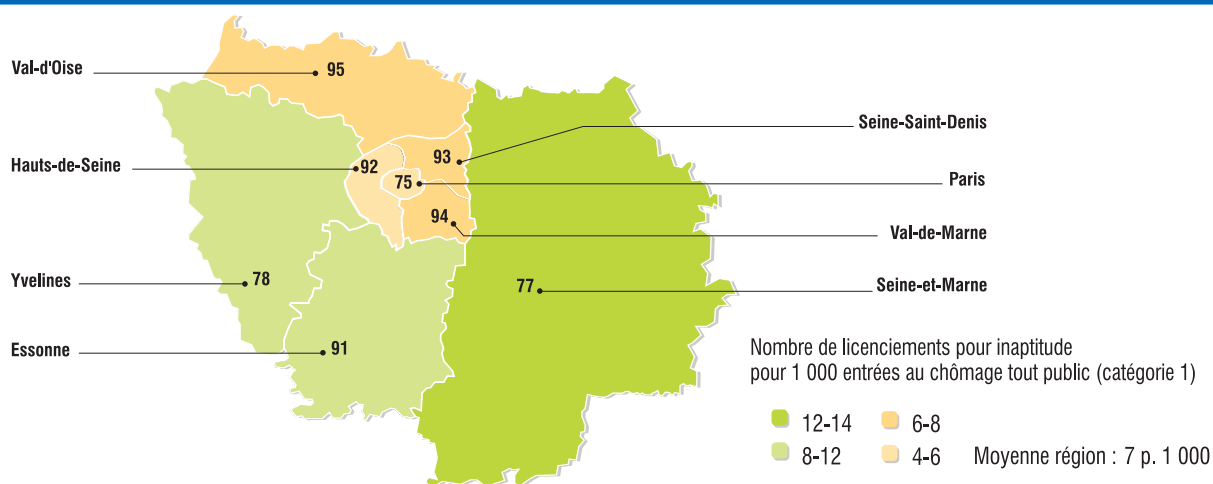 Val-d'Oise
95
Seine-Saint-Denis
Hauts-de-Seine
92
93
75
Paris
94
Val-de-Marne
Yvelines
78
77
Seine-et-Marne
Essonne
91
Nombre de licenciements pour inaptitude
pour 1 000 entrées au chômage tout public (catégorie 1)
12-14 6-8
8-12 4-6 Moyenne région : 7 p. 1 000